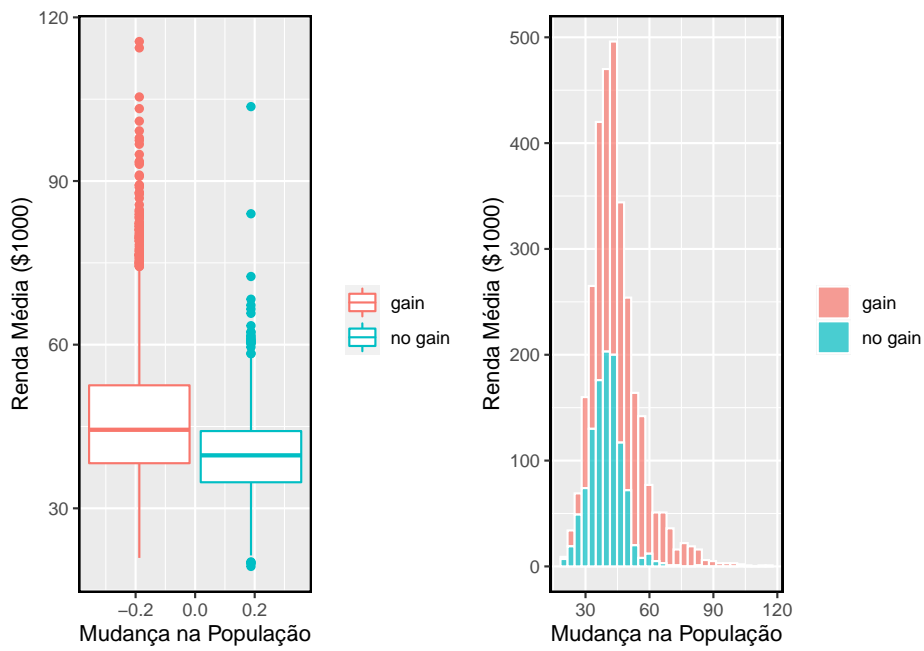 120
90
60
30
Renda Média ($1000)
−0.2 0.0 0.2
Mudança na População
gain
no gain
500
400
300
200
100
0
Renda Média ($1000)
30 60 90 120
Mudança na População
gain
no gain